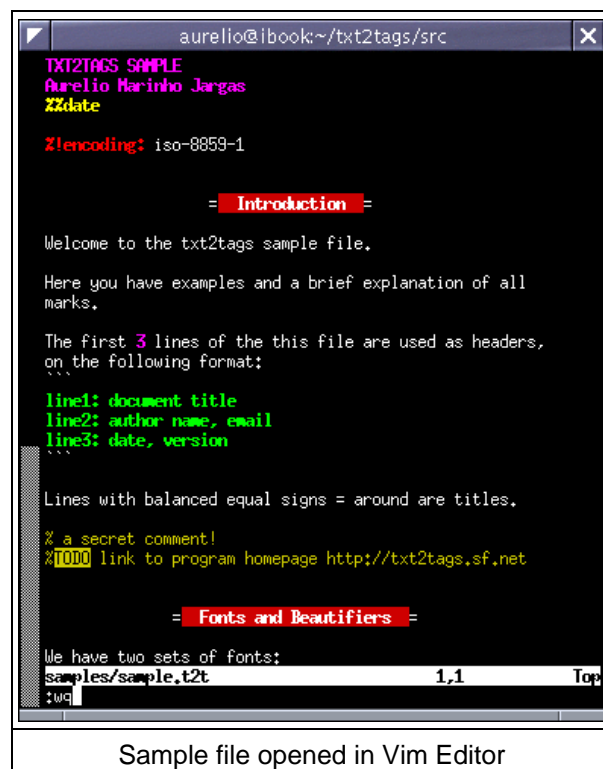 aurelio@ibook:~/txt2tags/src
TXT2TAGS SAMPLE
Aurelio Marinho Jargas
%%date
%!encoding: iso-8859-1
= Introduction =
Welcome to the txt2tags sample file.
Here you have examples and a brief explanation of all
marks.
The first 3 lines of the this file are used as headers,
on the following format:
```
line1: document title
line2: author name, email
line3: date, version
```
Lines with balanced equal signs = around are titles.
% a secret comment!
%TODO link to program homepage http://txt2tags.sf.net
= Fonts and Beautifiers =
We have two sets of fonts:
samples/sample.t2t 1,1 Top
:wq
Sample file opened in Vim Editor